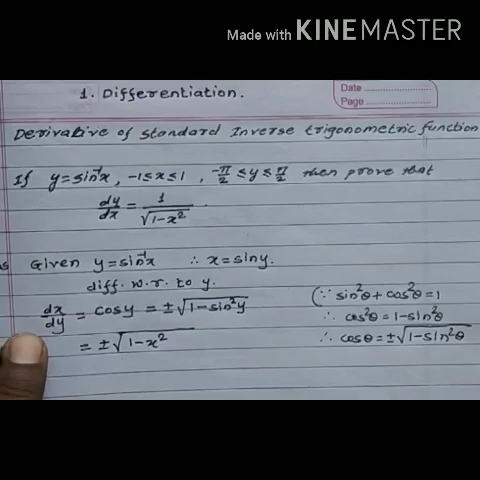 Made with KINEMASTER
1. Differentiation.
Date ..................
Page ..................
Derivative of standard Inverse trigonometric function
If y=sin⁻¹x, -1≤x≤1, -π/2≤y≤π/2 then prove that
dy/dx = 1/√(1-x²)
Given y=sin⁻¹x ∴ x=siny.
diff. w.r. to y.
dx/dy = cosy = ±√(1-sin²y)
= ±√(1-x²)
(∵ sin²θ+cos²θ=1
∴ cos²θ=1-sin²θ
∴ cosθ=±√(1-sin²θ)